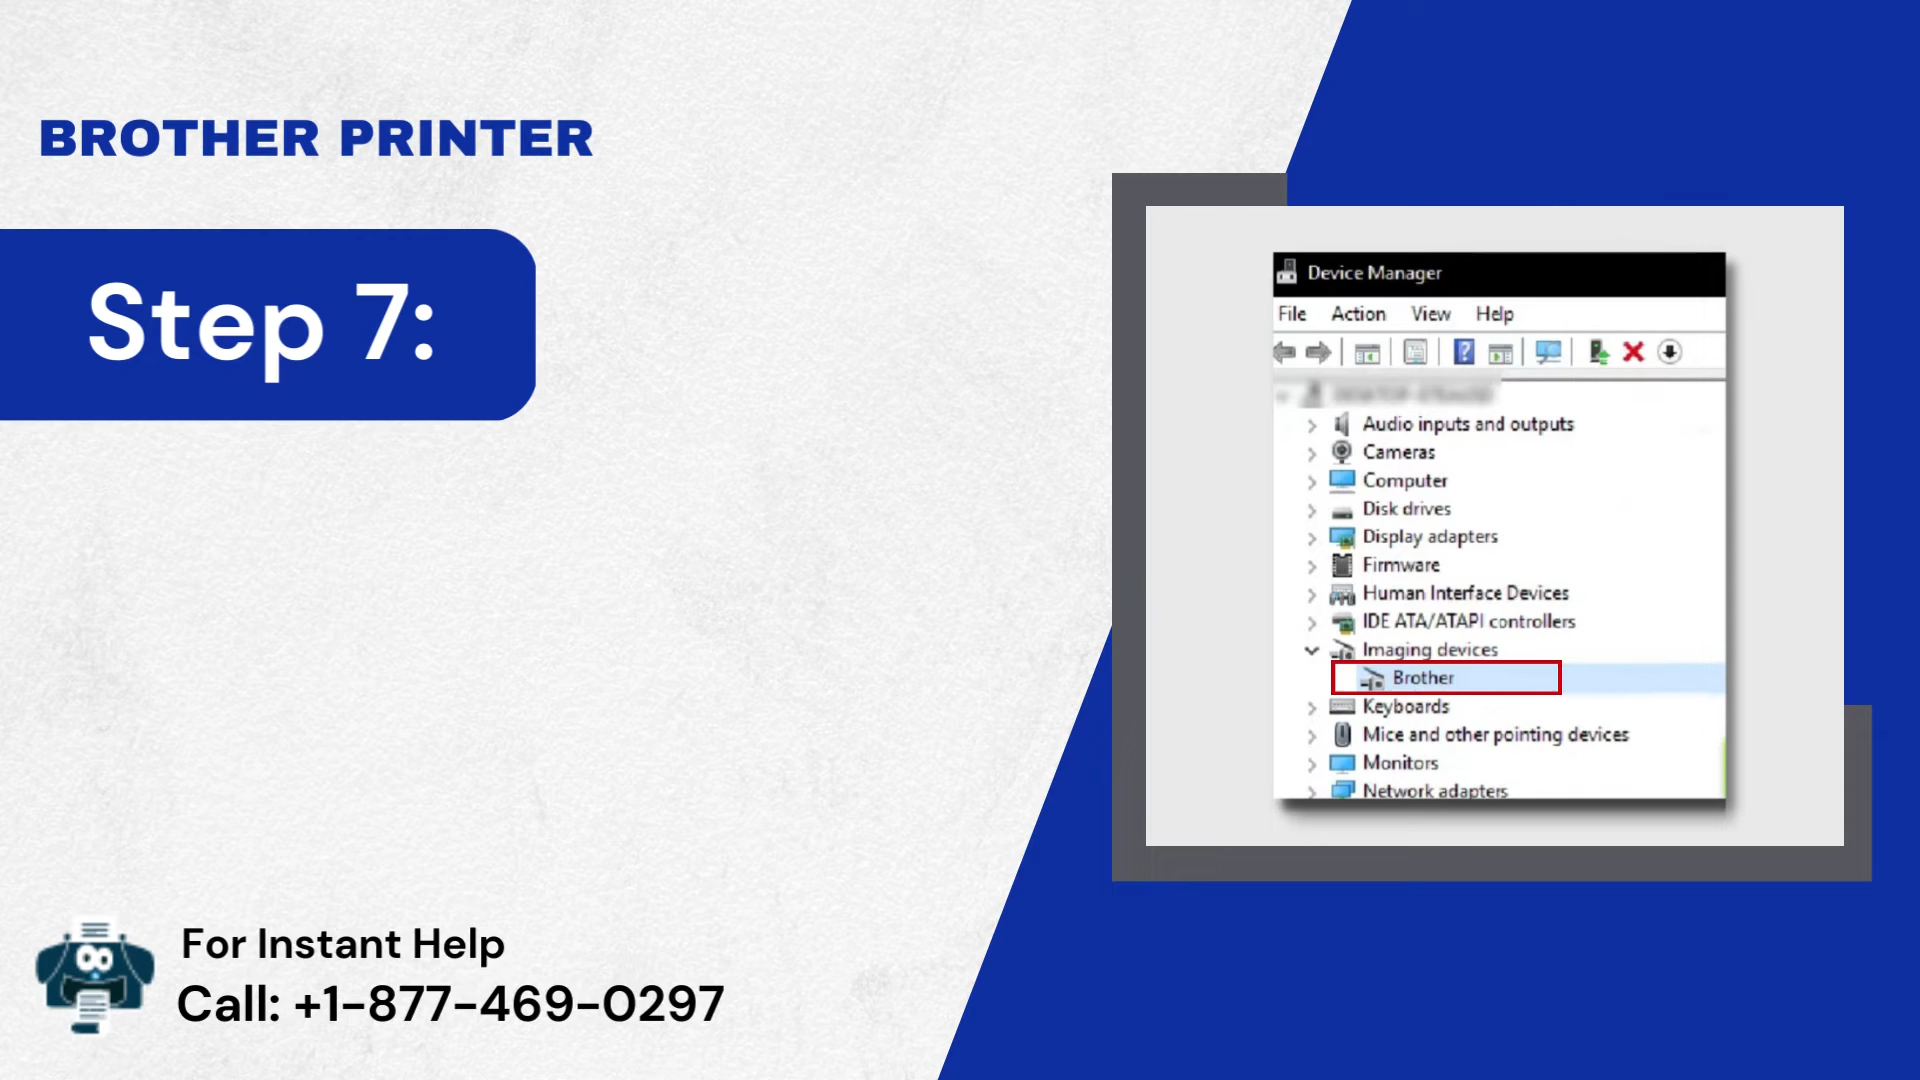 BROTHER PRINTER
Step 7:
Device Manager
File Action View Help
Audio inputs and outputs
Cameras
Computer
Disk drives
Display adapters
Firmware
Human Interface Devices
IDE ATA/ATAPI controllers
Imaging devices
Brother
Keyboards
Mice and other pointing devices
Monitors
Network adapters
For Instant Help
Call: +1-877-469-0297